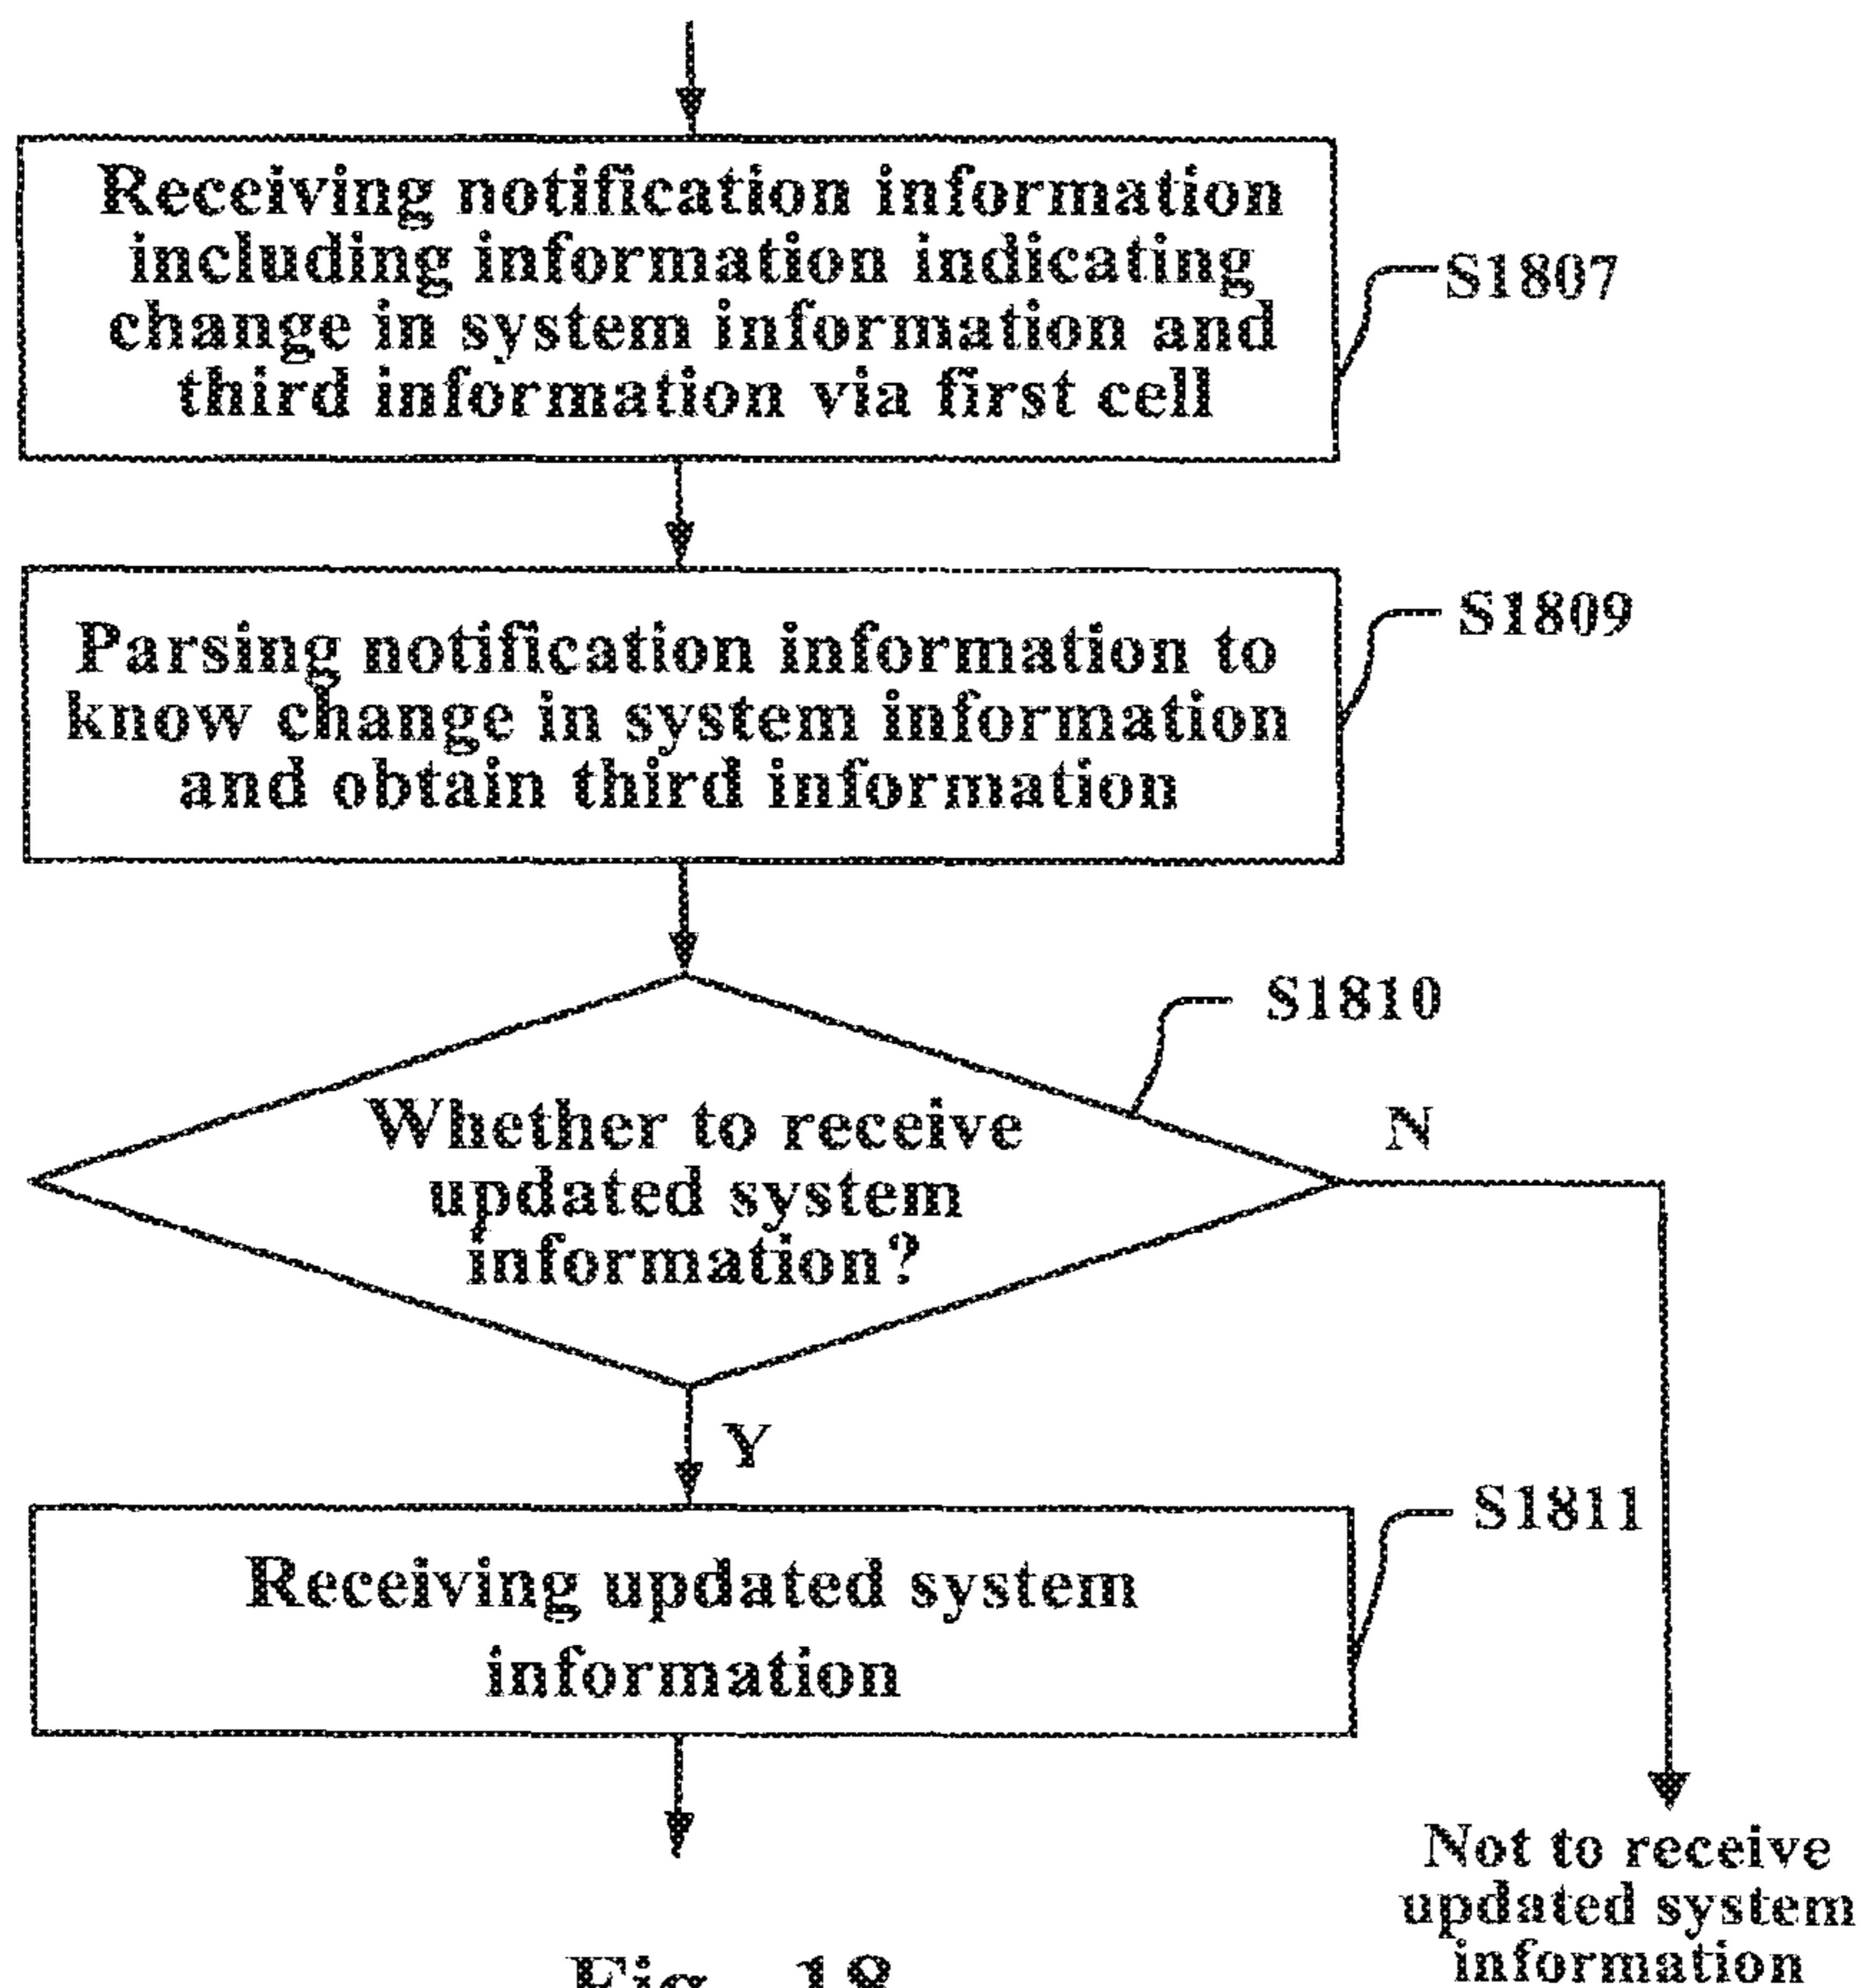 Receiving notification information
including information indicating
change in system information and
third information via first cell
S1807
Parsing notification information to
know change in system information
and obtain third information
S1809
S1810
Whether to receive
updated system
information?
N
Y
Receiving updated system
information
S1811
Not to receive
updated system
information
Fig. 18